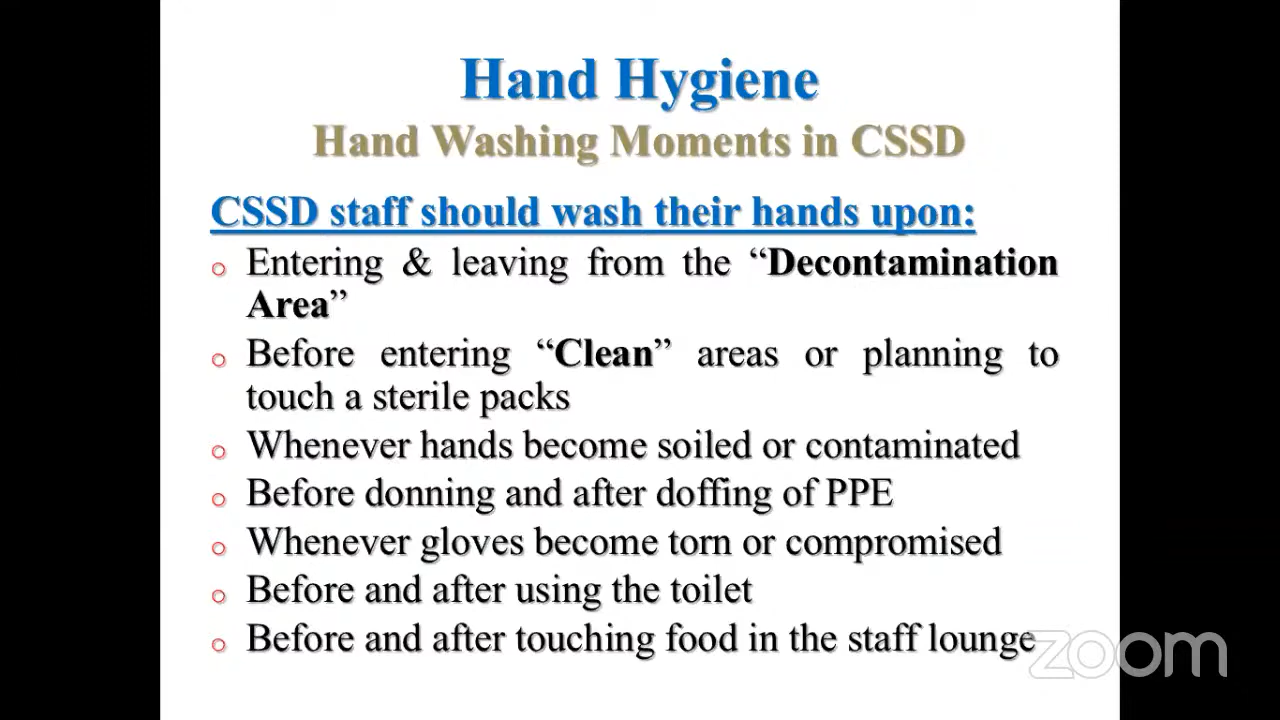 Hand Hygiene
Hand Washing Moments in CSSD
CSSD staff should wash their hands upon:
o Entering & leaving from the “Decontamination
Area”
o Before entering “Clean” areas or planning to
touch a sterile packs
o Whenever hands become soiled or contaminated
o Before donning and after doffing of PPE
o Whenever gloves become torn or compromised
o Before and after using the toilet
o Before and after touching food in the staff lounge
zoom